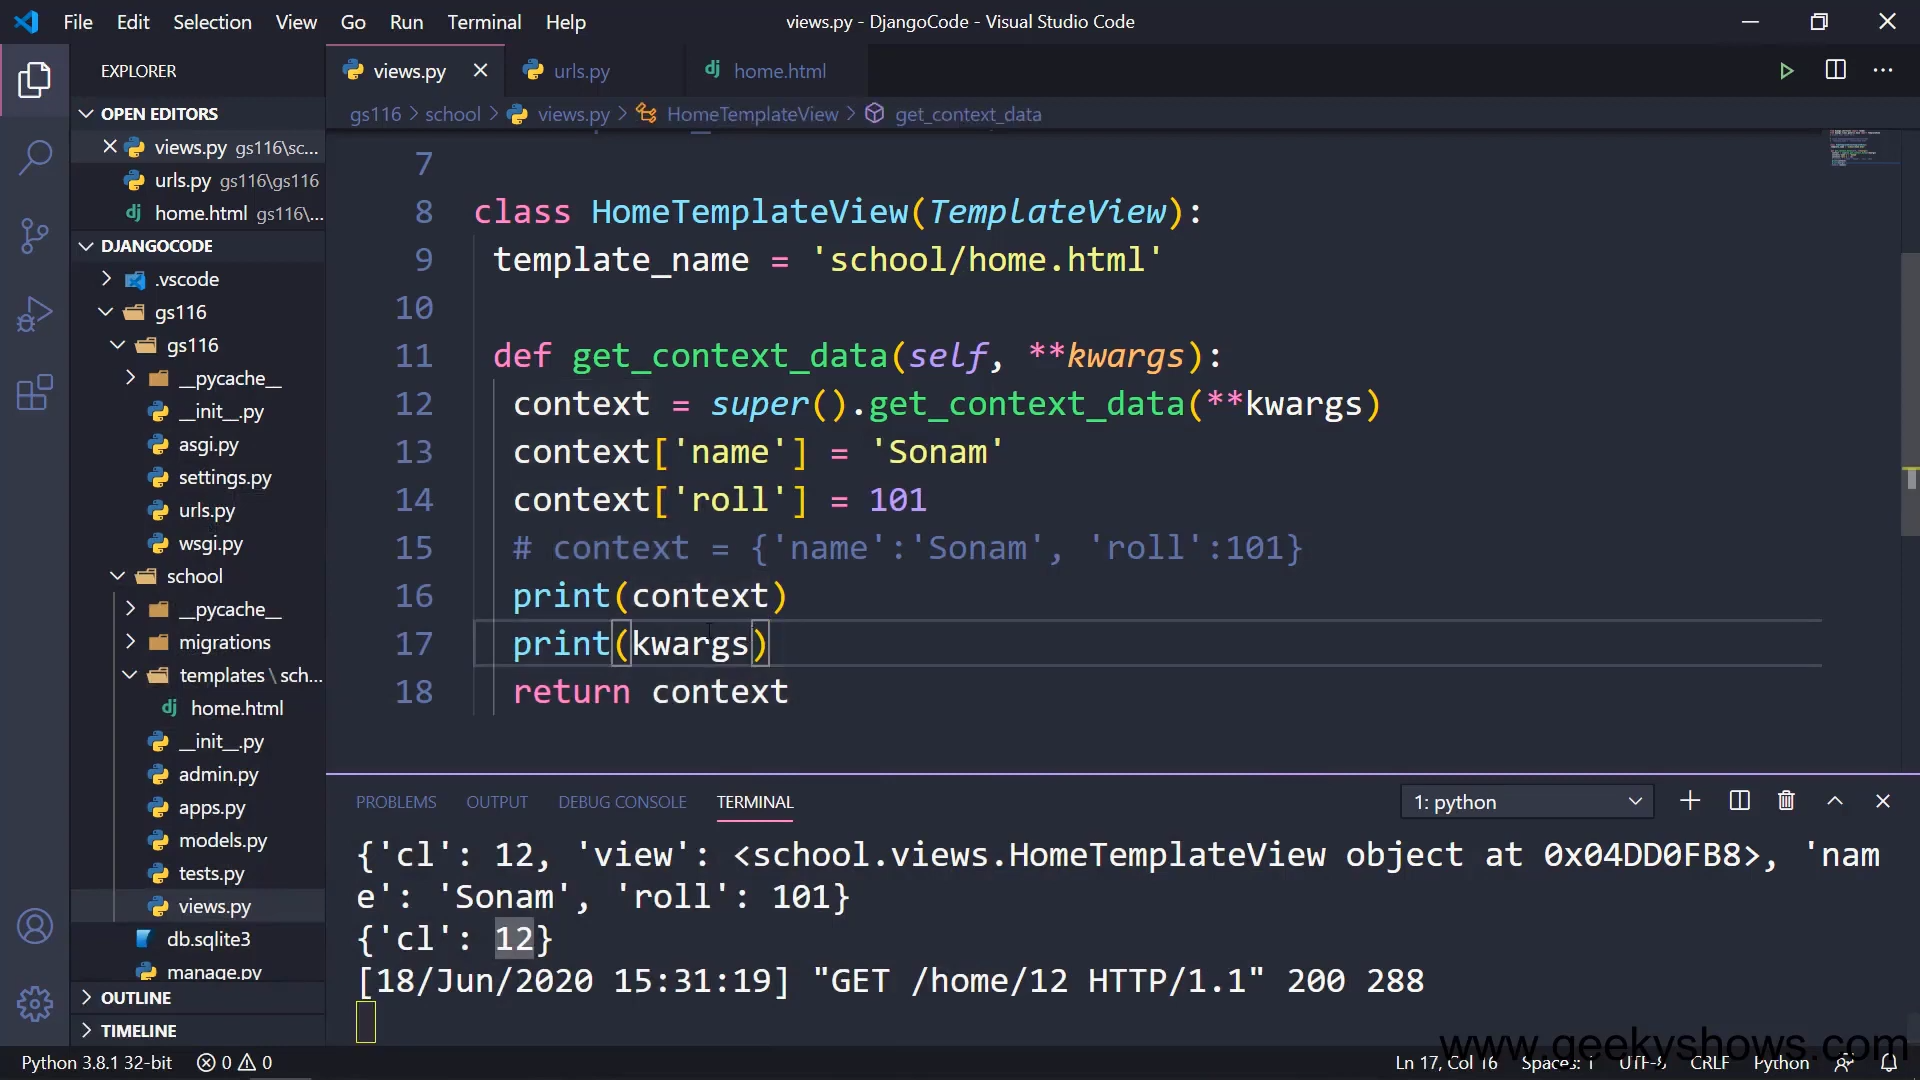 File Edit Selection View Go Run Terminal Help
views.py - DjangoCode - Visual Studio Code
EXPLORER
OPEN EDITORS
views.py gs116\sc...
urls.py gs116\gs116
home.html gs116\...
DJANGOCODE
.vscode
gs116
gs116
__pycache__
__init__.py
asgi.py
settings.py
urls.py
wsgi.py
school
__pycache__
migrations
templates \ sch...
home.html
__init__.py
admin.py
apps.py
models.py
tests.py
views.py
db.sqlite3
manage.py
OUTLINE
TIMELINE
views.py urls.py home.html
gs116 > school > views.py > HomeTemplateView > get_context_data
7
8 class HomeTemplateView(TemplateView):
9 template_name = 'school/home.html'
10
11 def get_context_data(self, **kwargs):
12 context = super().get_context_data(**kwargs)
13 context['name'] = 'Sonam'
14 context['roll'] = 101
15 # context = {'name':'Sonam', 'roll':101}
16 print(context)
17 print(kwargs)
18 return context
PROBLEMS OUTPUT DEBUG CONSOLE TERMINAL
1: python
{'cl': 12, 'view': <school.views.HomeTemplateView object at 0x04DD0FB8>, 'nam
e': 'Sonam', 'roll': 101}
{'cl': 12}
[18/Jun/2020 15:31:19] "GET /home/12 HTTP/1.1" 200 288
www.geekyshows.com
Python 3.8.1 32-bit 0 0
Ln 17, Col 16 Spaces: 1 UTF-8 CRLF Python